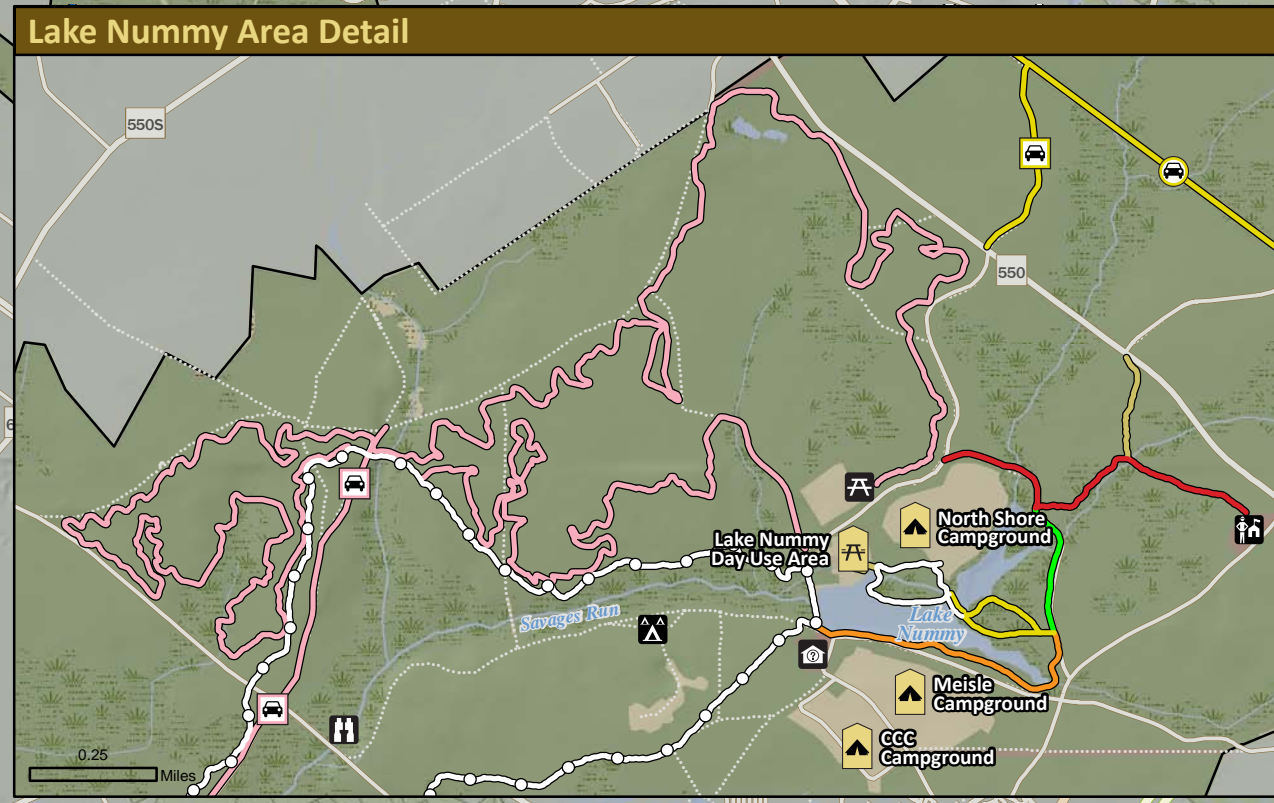 Lake Nummy Area Detail
550S
550
North Shore
Campground
Lake Nummy
Day Use Area
Savages Run
Lake
Nummy
Meisle
Campground
CCC
Campground
0.25
Miles